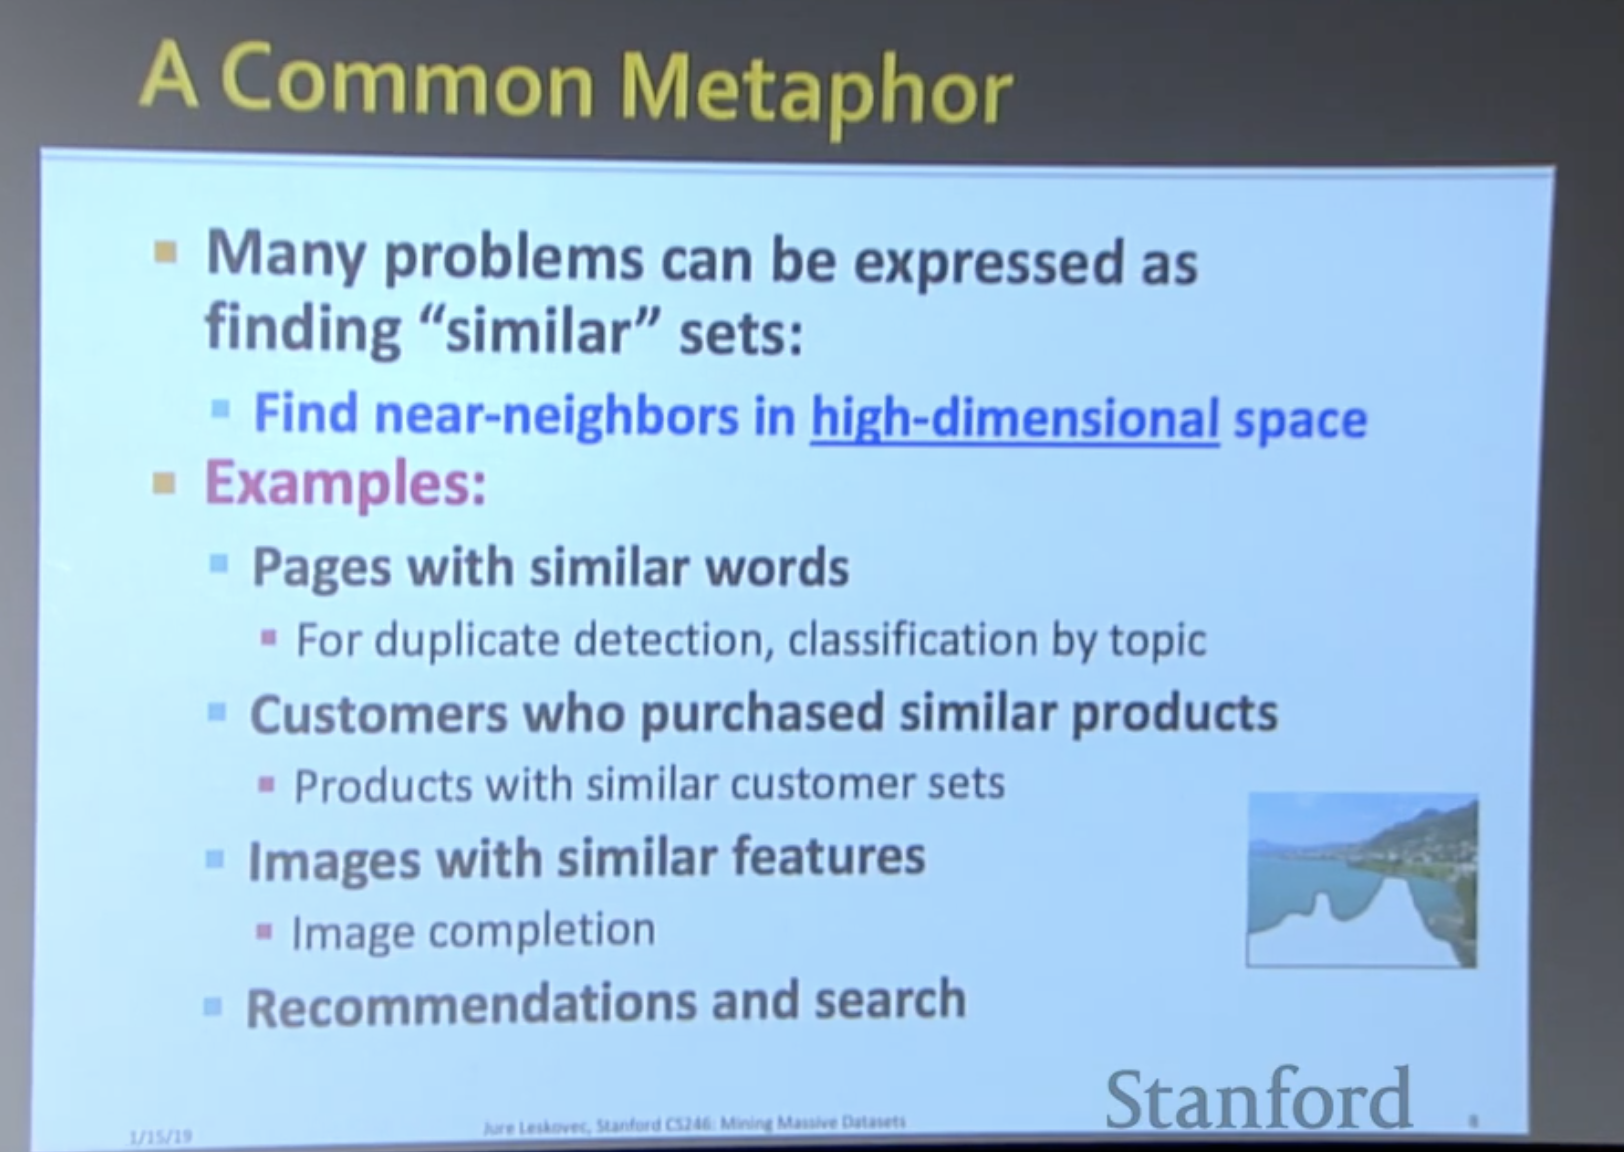 A Common Metaphor
Many problems can be expressed as
finding “similar” sets:
Find near-neighbors in high-dimensional space
Examples:
Pages with similar words
For duplicate detection, classification by topic
Customers who purchased similar products
Products with similar customer sets
Images with similar features
Image completion
Recommendations and search
Stanford
1/15/19
Jure Leskovec, Stanford CS246: Mining Massive Datasets
8